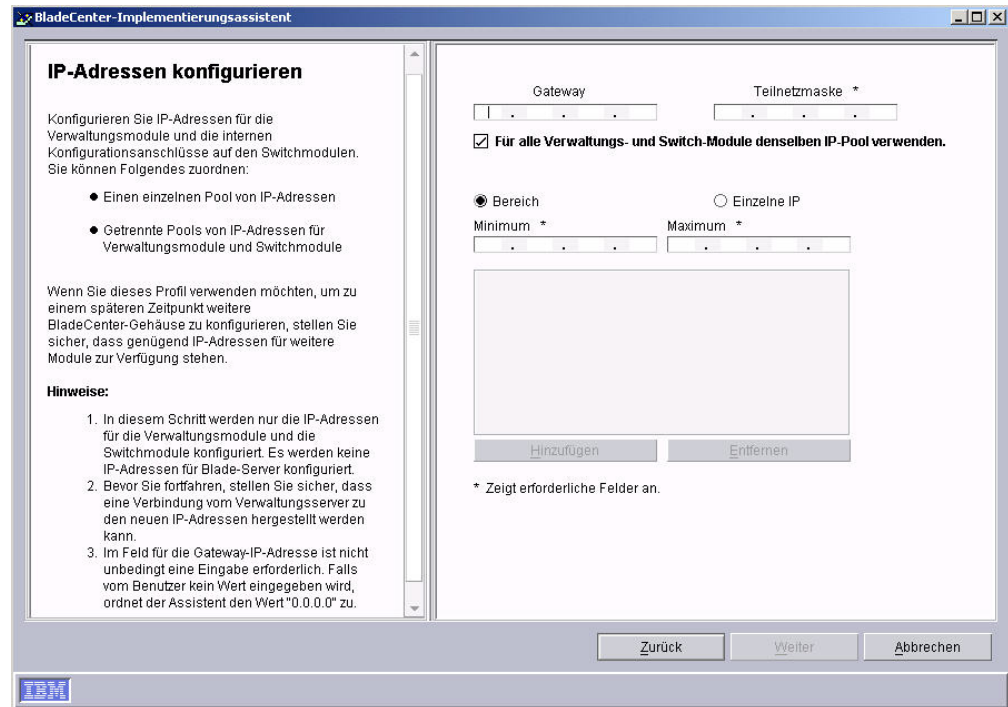 BladeCenter-Implementierungsassistent
IP-Adressen konfigurieren
Konfigurieren Sie IP-Adressen für die
Verwaltungsmodule und die internen
Konfigurationsanschlüsse auf den Switchmodulen.
Sie können Folgendes zuordnen:
● Einen einzelnen Pool von IP-Adressen
● Getrennte Pools von IP-Adressen für
Verwaltungsmodule und Switchmodule
Wenn Sie dieses Profil verwenden möchten, um zu
einem späteren Zeitpunkt weitere
BladeCenter-Gehäuse zu konfigurieren, stellen Sie
sicher, dass genügend IP-Adressen für weitere
Module zur Verfügung stehen.
Hinweise:
1. In diesem Schritt werden nur die IP-Adressen
für die Verwaltungsmodule und die
Switchmodule konfiguriert. Es werden keine
IP-Adressen für Blade-Server konfiguriert.
2. Bevor Sie fortfahren, stellen Sie sicher, dass
eine Verbindung vom Verwaltungsserver zu
den neuen IP-Adressen hergestellt werden
kann.
3. Im Feld für die Gateway-IP-Adresse ist nicht
unbedingt eine Eingabe erforderlich. Falls
vom Benutzer kein Wert eingegeben wird,
ordnet der Assistent den Wert "0.0.0.0" zu.
Gateway Teilnetzmaske *
. . . . . .
Für alle Verwaltungs- und Switch-Module denselben IP-Pool verwenden.
Bereich Einzelne IP
Minimum * Maximum *
. . . . . .
Hinzufügen Entfernen
* Zeigt erforderliche Felder an.
Zurück Weiter Abbrechen
IBM